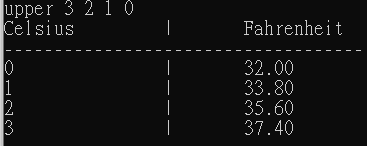 upper 3 2 1 0
Celsius | Fahrenheit
------------------------------------
0 | 32.00
1 | 33.80
2 | 35.60
3 | 37.40